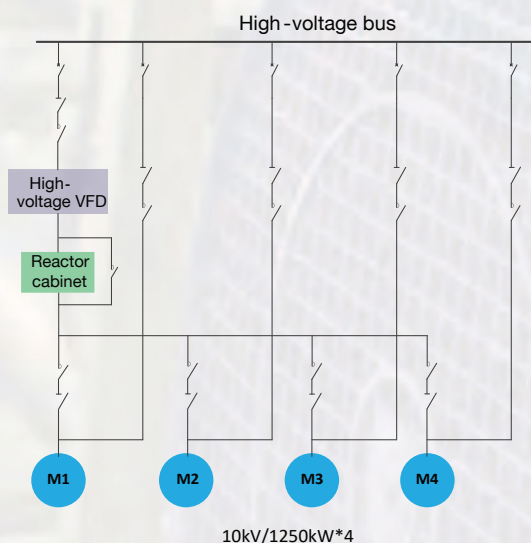 High-voltage bus
High-
voltage VFD
Reactor
cabinet
M1
M2
M3
M4
10kV/1250kW*4